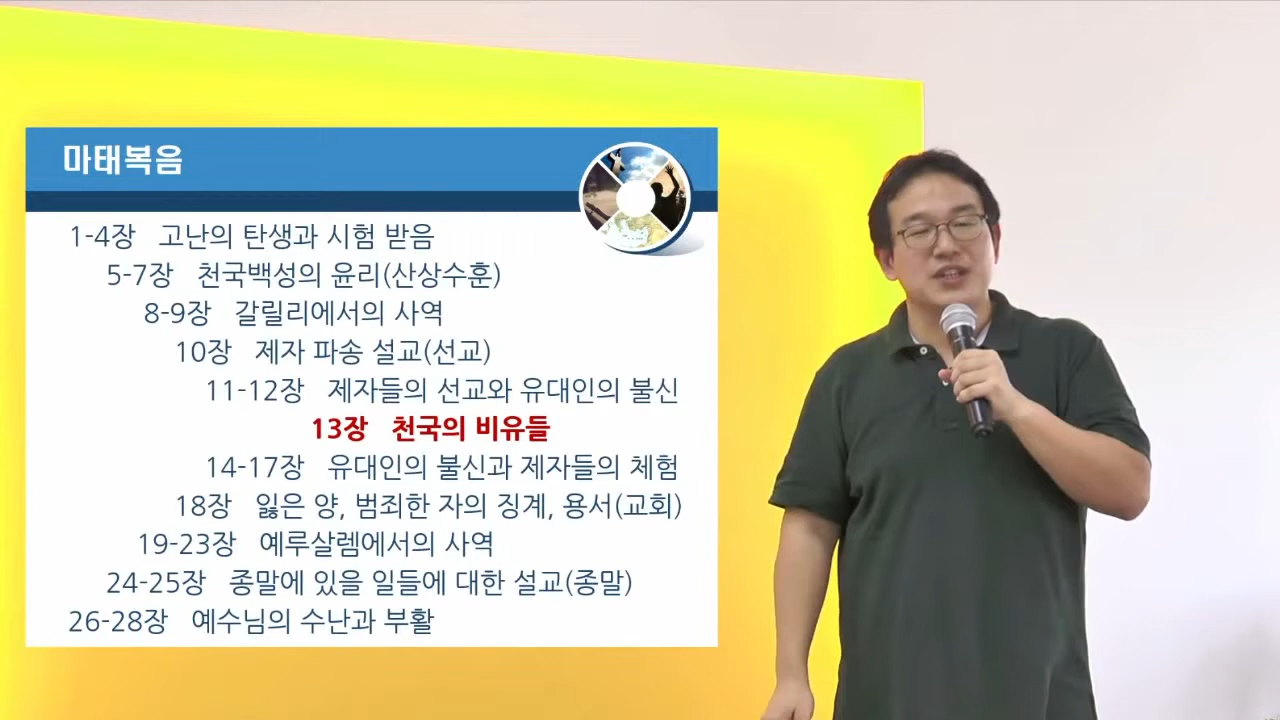 마태복음
1-4장 고난의 탄생과 시험 받음
5-7장 천국백성의 윤리(산상수훈)
8-9장 갈릴리에서의 사역
10장 제자 파송 설교(선교)
11-12장 제자들의 선교와 유대인의 불신
13장 천국의 비유들
14-17장 유대인의 불신과 제자들의 체험
18장 잃은 양, 범죄한 자의 징계, 용서(교회)
19-23장 예루살렘에서의 사역
24-25장 종말에 있을 일들에 대한 설교(종말)
26-28장 예수님의 수난과 부활